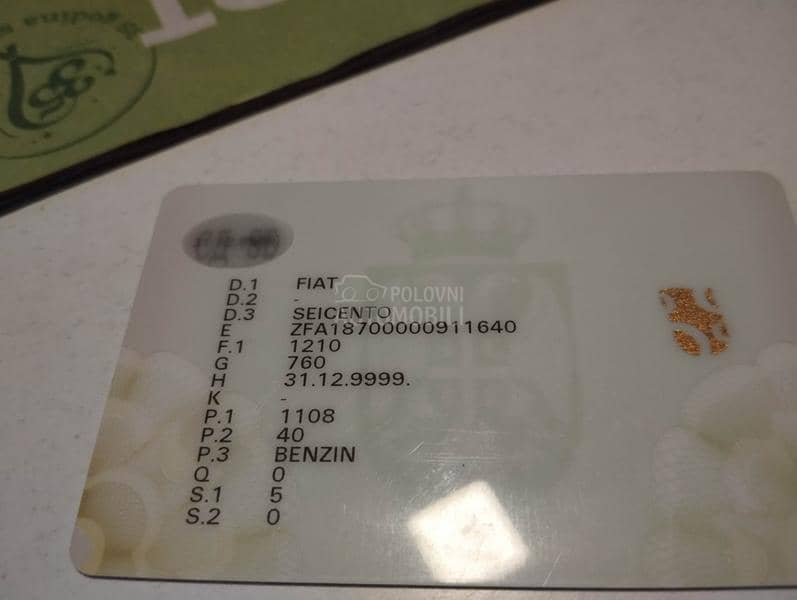 D.1 FIAT
D.2 -
D.3 SEICENTO
E ZFA18700000911640
F.1 1210
G 760
H 31.12.9999.
K -
P.1 1108
P.2 40
P.3 BENZIN
Q 0
S.1 5
S.2 0
POLOVNI
AUTOMOBILI